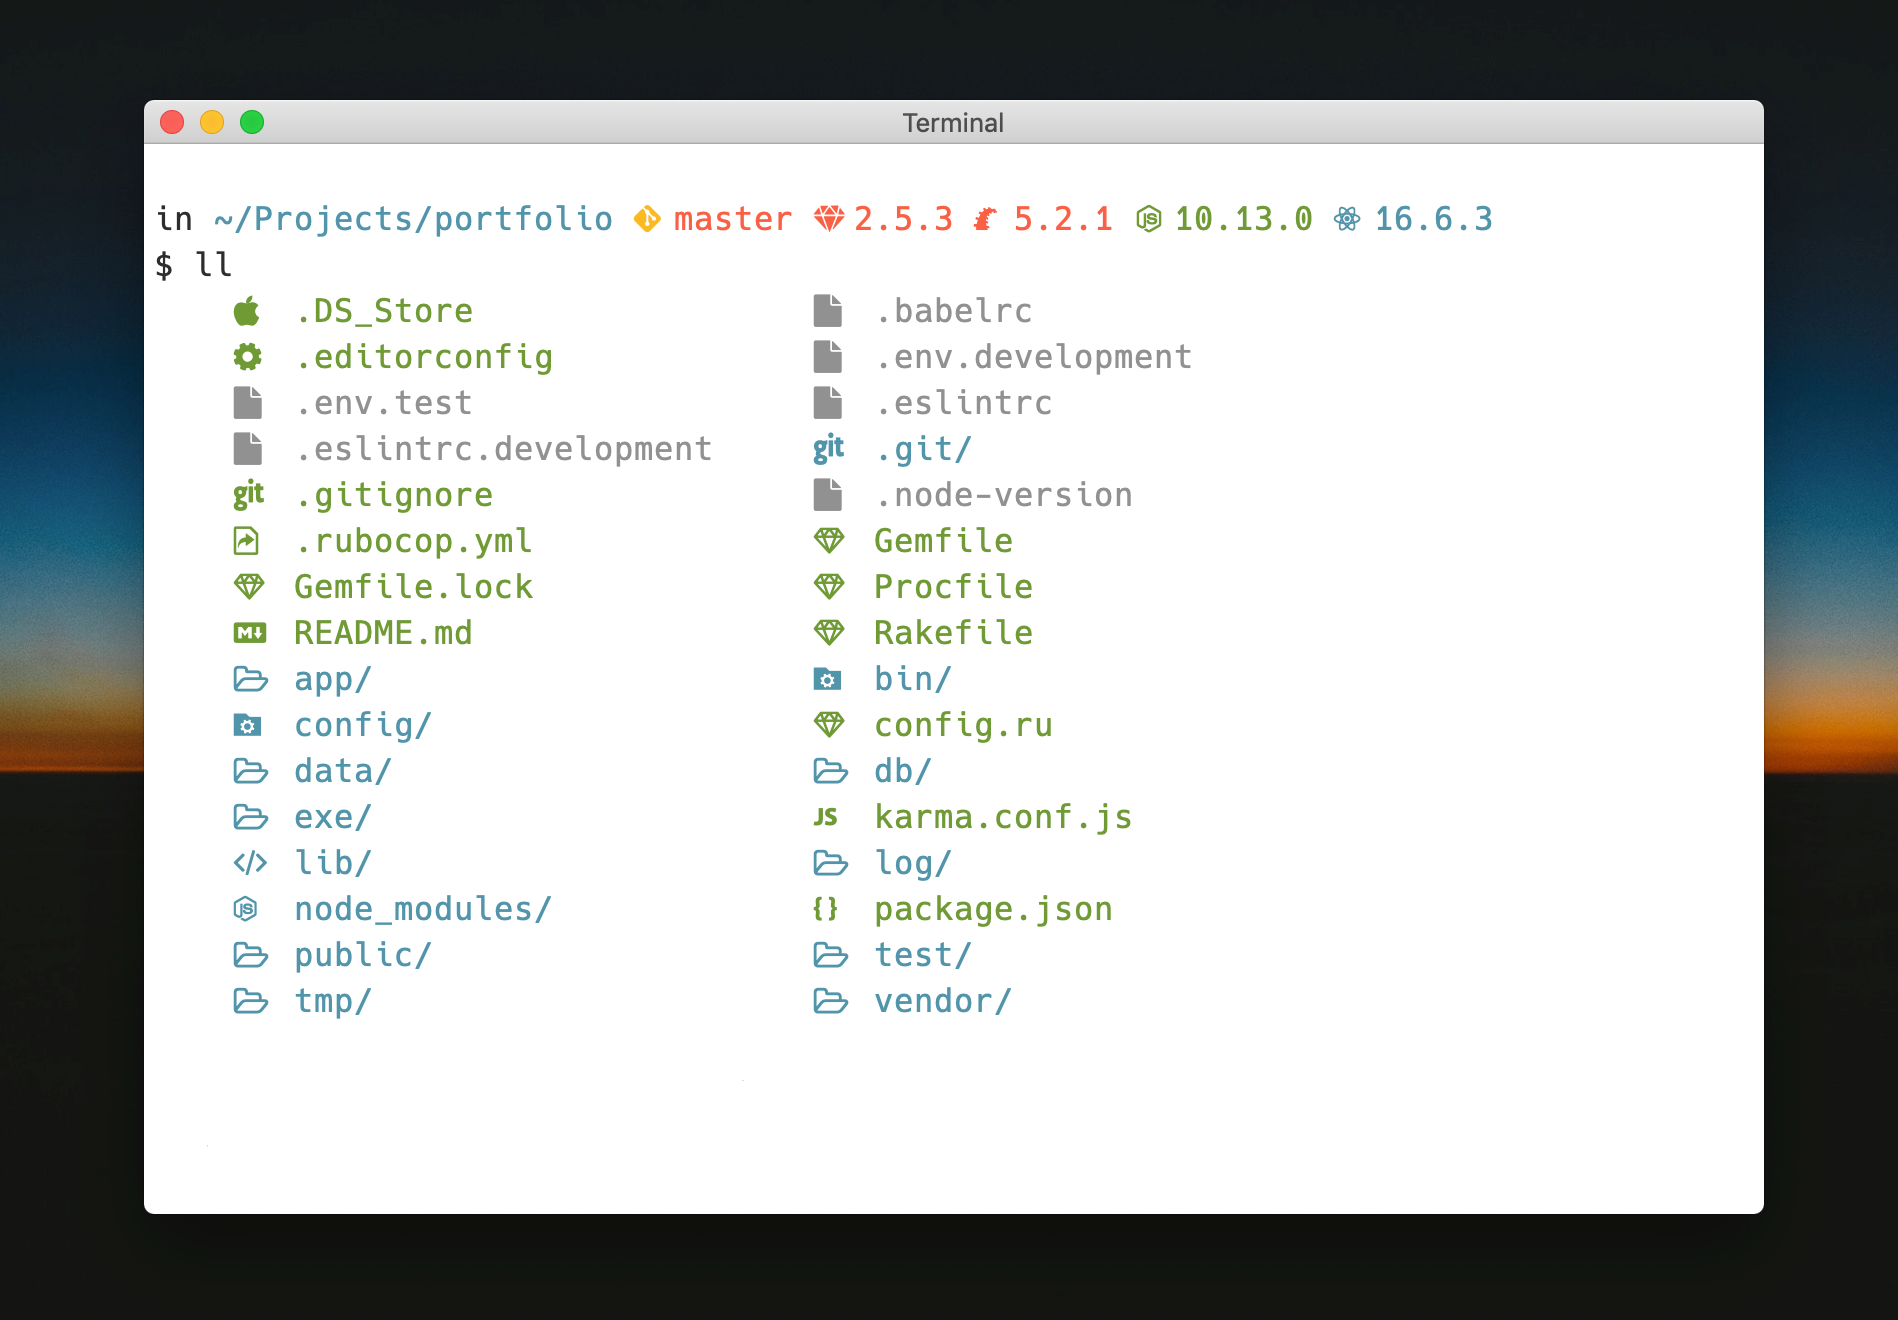 Terminal
in ~/Projects/portfolio master 2.5.3 5.2.1 JS 10.13.0 16.6.3
$ ll
.DS_Store .babelrc
.editorconfig .env.development
.env.test .eslintrc
.eslintrc.development git .git/
git .gitignore .node-version
.rubocop.yml Gemfile
Gemfile.lock Procfile
M↓ README.md Rakefile
app/ bin/
config/ config.ru
data/ db/
exe/ JS karma.conf.js
</> lib/ log/
JS node_modules/ {} package.json
public/ test/
tmp/ vendor/